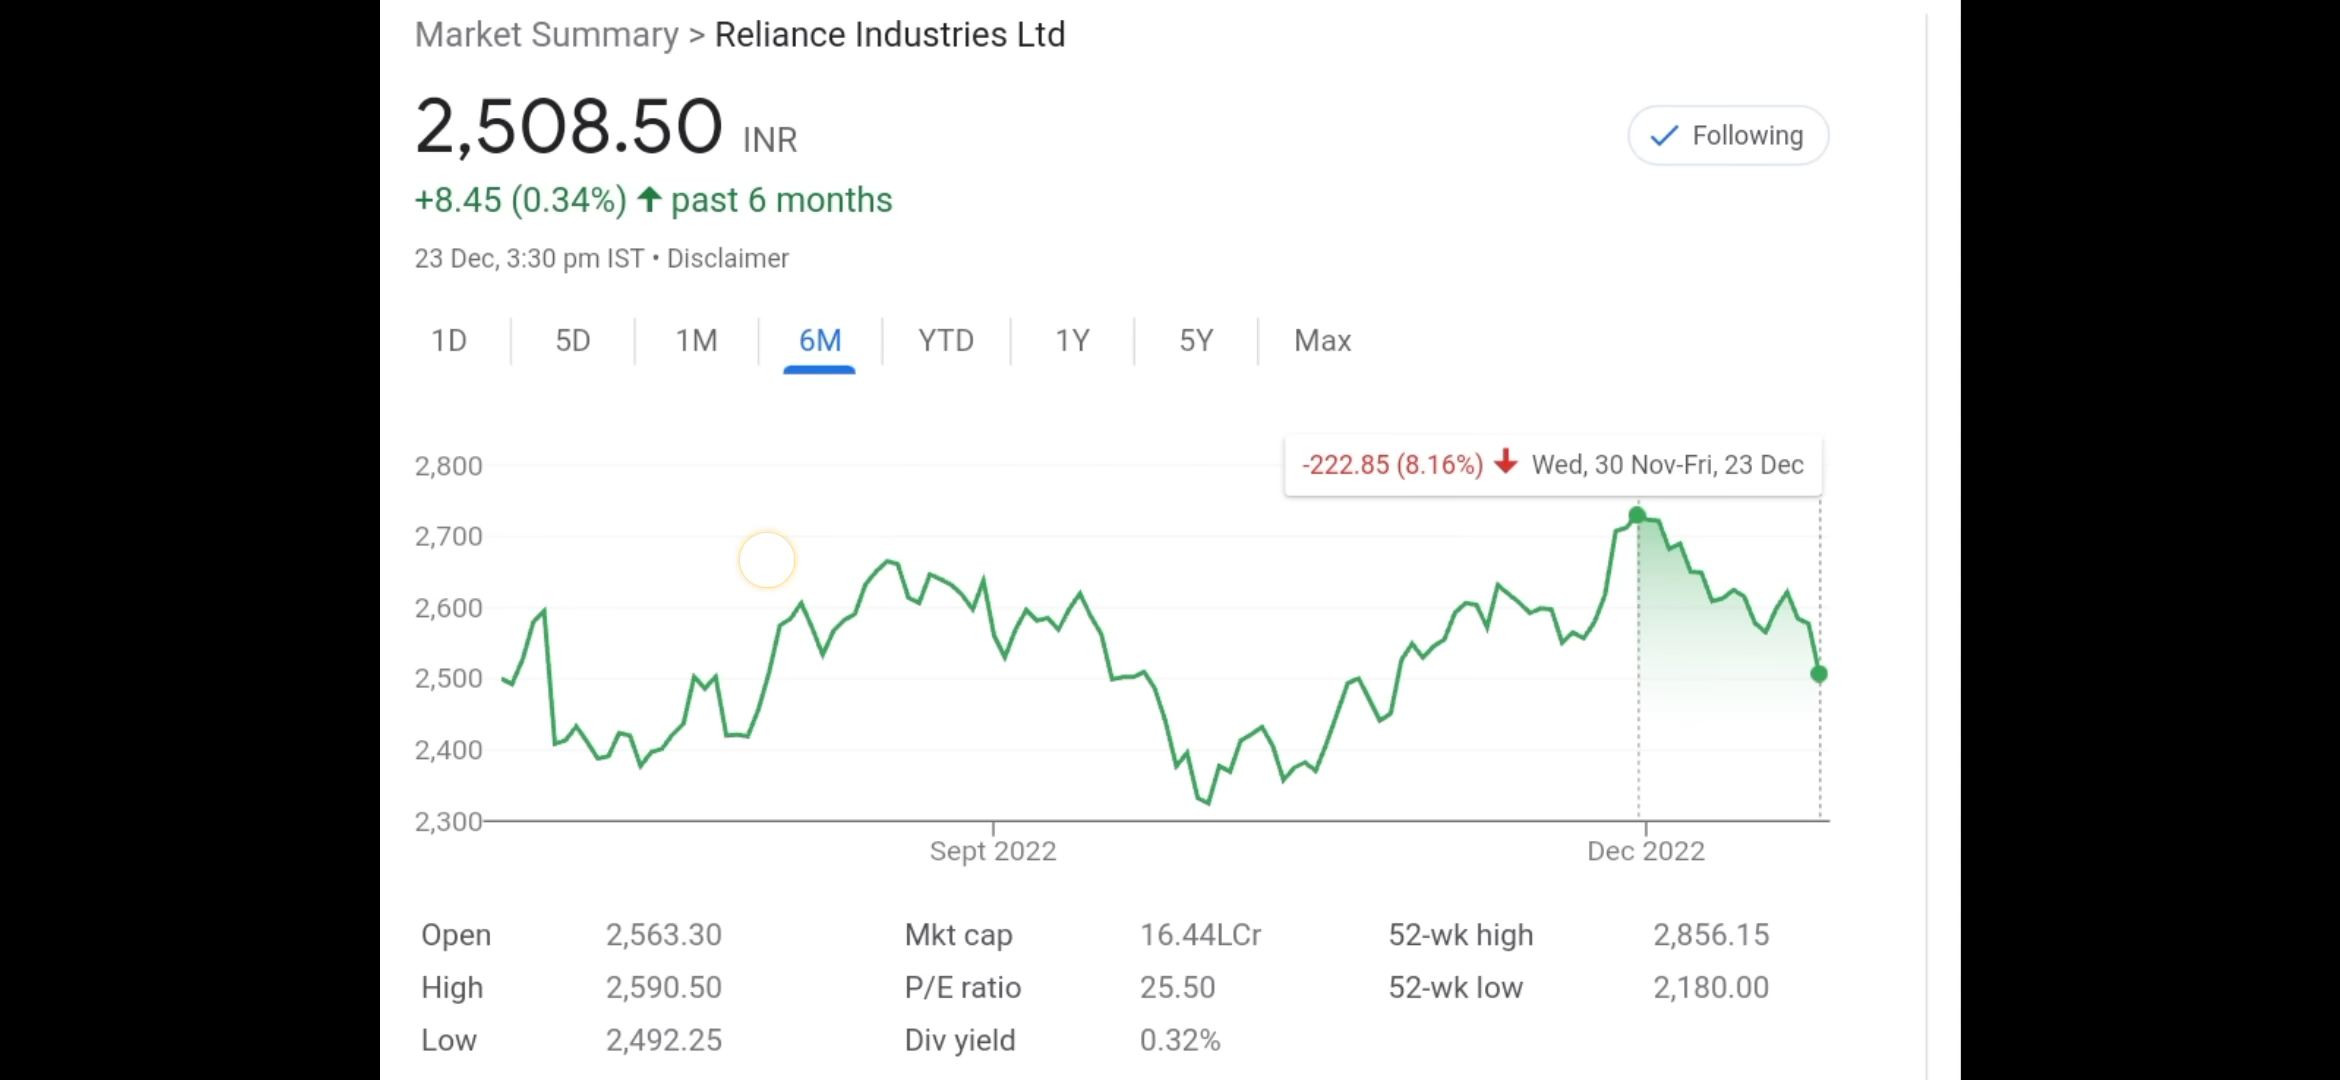 Market Summary > Reliance Industries Ltd
2,508.50 INR
Following
+8.45 (0.34%) ↑ past 6 months
23 Dec, 3:30 pm IST • Disclaimer
1D 5D 1M 6M YTD 1Y 5Y Max
-222.85 (8.16%) ↓ Wed, 30 Nov-Fri, 23 Dec
2,800
2,700
2,600
2,500
2,400
2,300
Sept 2022 Dec 2022
Open 2,563.30 Mkt cap 16.44LCr 52-wk high 2,856.15
High 2,590.50 P/E ratio 25.50 52-wk low 2,180.00
Low 2,492.25 Div yield 0.32%